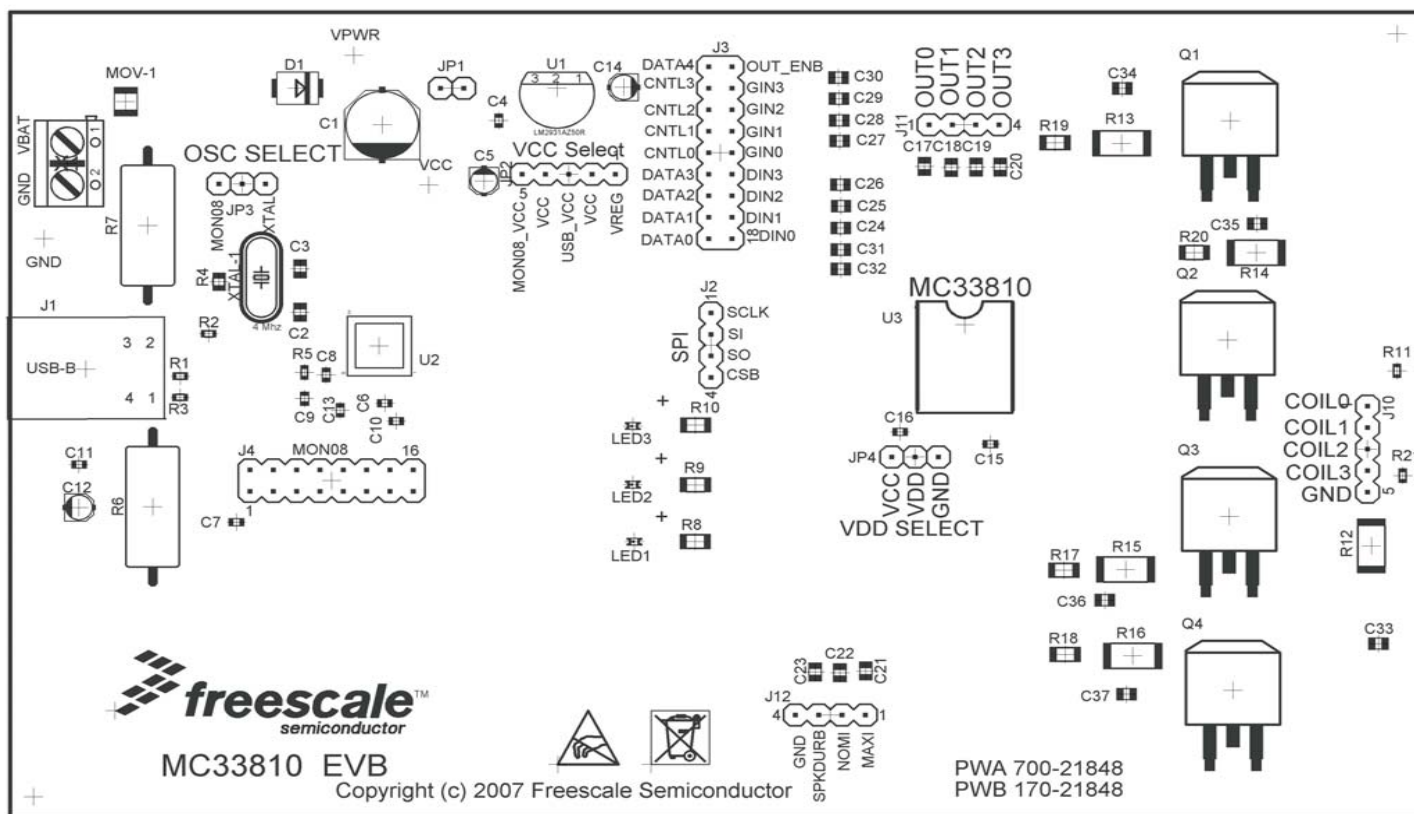 VPWR
MOV-1
D1
JP1
U1
3 2 1
LM2931AZ50R
C14
C4
C1
VBAT
GND
1
2
OSC SELECT
VCC
C5
VCC Select
JP2
5
1
MON08_VCC
VCC
USB_VCC
VCC
VREG
R7
MON08
JP3
XTAL
R4
XTAL-1
4 Mhz
C3
C2
GND
J3
DATA4 OUT_ENB
CNTL3 GIN3
CNTL2 GIN2
CNTL1 GIN1
CNTL0 GIN0
DATA3 DIN3
DATA2 DIN2
DATA1 DIN1
DATA0 18 DIN0
C30
C29
C28
C27
C26
C25
C24
C31
C32
OUT0
OUT1
OUT2
OUT3
J11
4
C17
C18
C19
C20
R19
C34
R13
Q1
C35
R20
R14
Q2
J1
USB-B
3 2
4 1
R2
R1
R3
R5
C8
C9
C13
C6
C10
U2
J2
1
SPI
SCLK
SI
SO
CSB
4
MC33810
U3
C16
C15
JP4
VCC
VDD
GND
VDD SELECT
+
LED3
R10
+
LED2
R9
+
LED1
R8
R11
COIL0
COIL1
COIL2
COIL3
GND
J10
5
R12
C33
Q3
R17
R15
C36
Q4
R18
R16
C37
C11
C12
R6
J4
MON08
16
1
C7
C23
C22
C21
J12
4
1
GND
SPKDURB
NOMI
MAXI
freescale™
semiconductor
MC33810 EVB
Copyright (c) 2007 Freescale Semiconductor
PWA 700-21848
PWB 170-21848